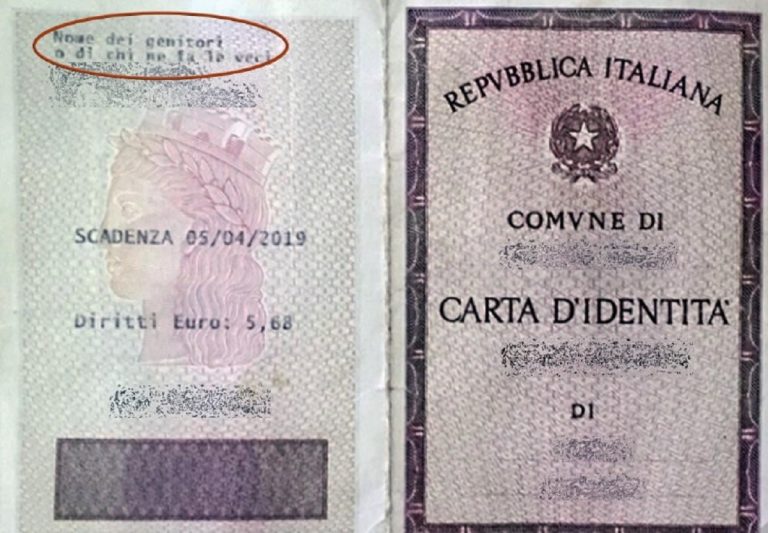 Nome dei genitori
o di chi ne fa le veci
SCADENZA 05/04/2019
Diritti Euro: 5,68
REPVBBLICA ITALIANA
COMVNE DI
CARTA D'IDENTITA'
DI